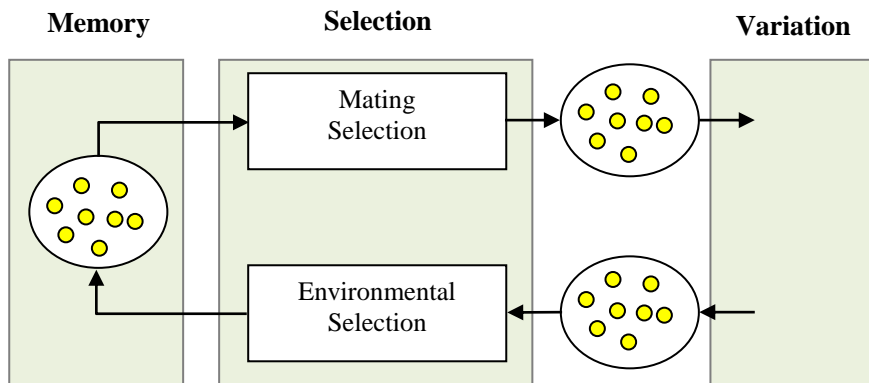 Memory
Selection
Variation
Mating
Selection
Environmental
Selection